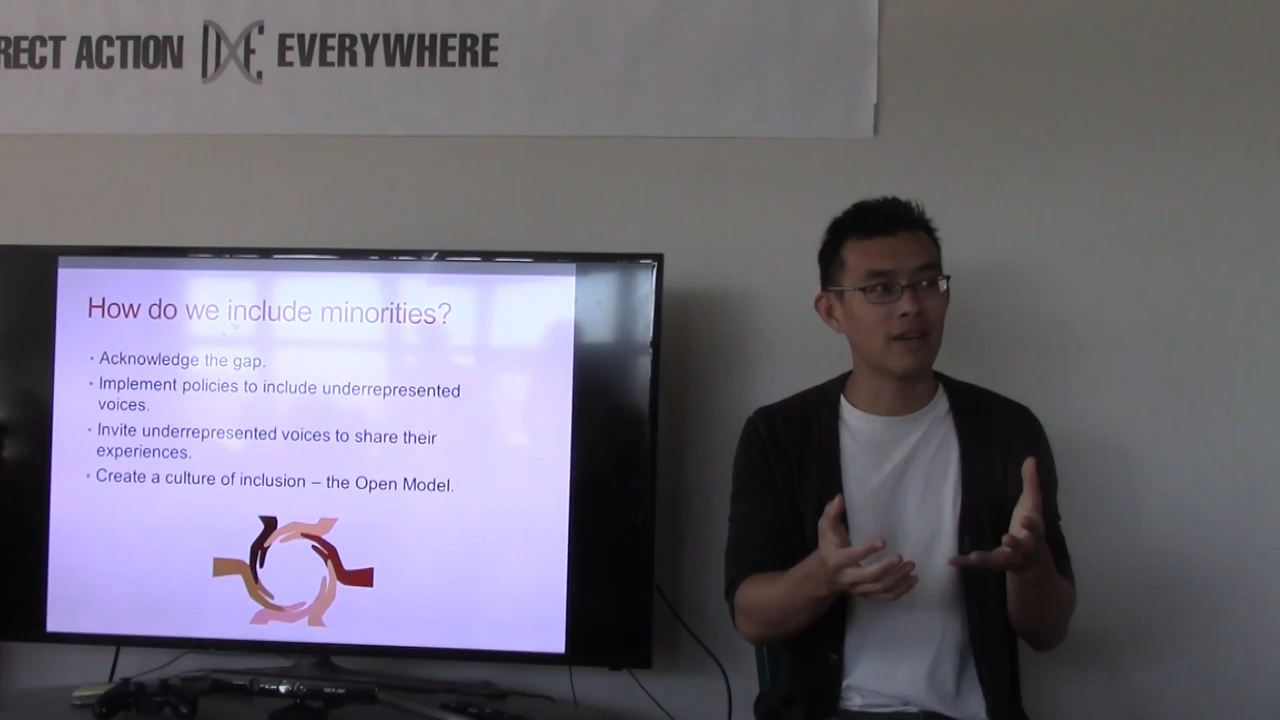 RECT ACTION DXE EVERYWHERE
How do we include minorities?
• Acknowledge the gap.
• Implement policies to include underrepresented
voices.
• Invite underrepresented voices to share their
experiences.
• Create a culture of inclusion – the Open Model.